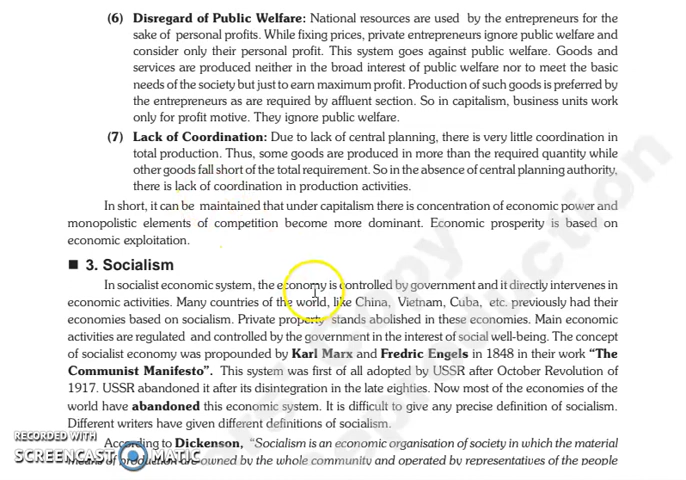 (6) Disregard of Public Welfare: National resources are used by the entrepreneurs for the
sake of personal profits. While fixing prices, private entrepreneurs ignore public welfare and
consider only their personal profit. This system goes against public welfare. Goods and
services are produced neither in the broad interest of public welfare nor to meet the basic
needs of the society but just to earn maximum profit. Production of such goods is preferred by
the entrepreneurs as are required by affluent section. So in capitalism, business units work
only for profit motive. They ignore public welfare.
(7) Lack of Coordination: Due to lack of central planning, there is very little coordination in
total production. Thus, some goods are produced in more than the required quantity while
other goods fall short of the total requirement. So in the absence of central planning authority,
there is lack of coordination in production activities.
In short, it can be maintained that under capitalism there is concentration of economic power and
monopolistic elements of competition become more dominant. Economic prosperity is based on
economic exploitation.
■ 3. Socialism
In socialist economic system, the economy is controlled by government and it directly intervenes in
economic activities. Many countries of the world, like China, Vietnam, Cuba, etc. previously had their
economies based on socialism. Private property stands abolished in these economies. Main economic
activities are regulated and controlled by the government in the interest of social well-being. The concept
of socialist economy was propounded by Karl Marx and Fredric Engels in 1848 in their work “The
Communist Manifesto”. This system was first of all adopted by USSR after October Revolution of
1917. USSR abandoned it after its disintegration in the late eighties. Now most of the economies of the
world have abandoned this economic system. It is difficult to give any precise definition of socialism.
Different writers have given different definitions of socialism.
According to Dickenson, “Socialism is an economic organisation of society in which the material
means of production are owned by the whole community and operated by representatives of the people
RECORDED WITH
SCREENCAST MATIC